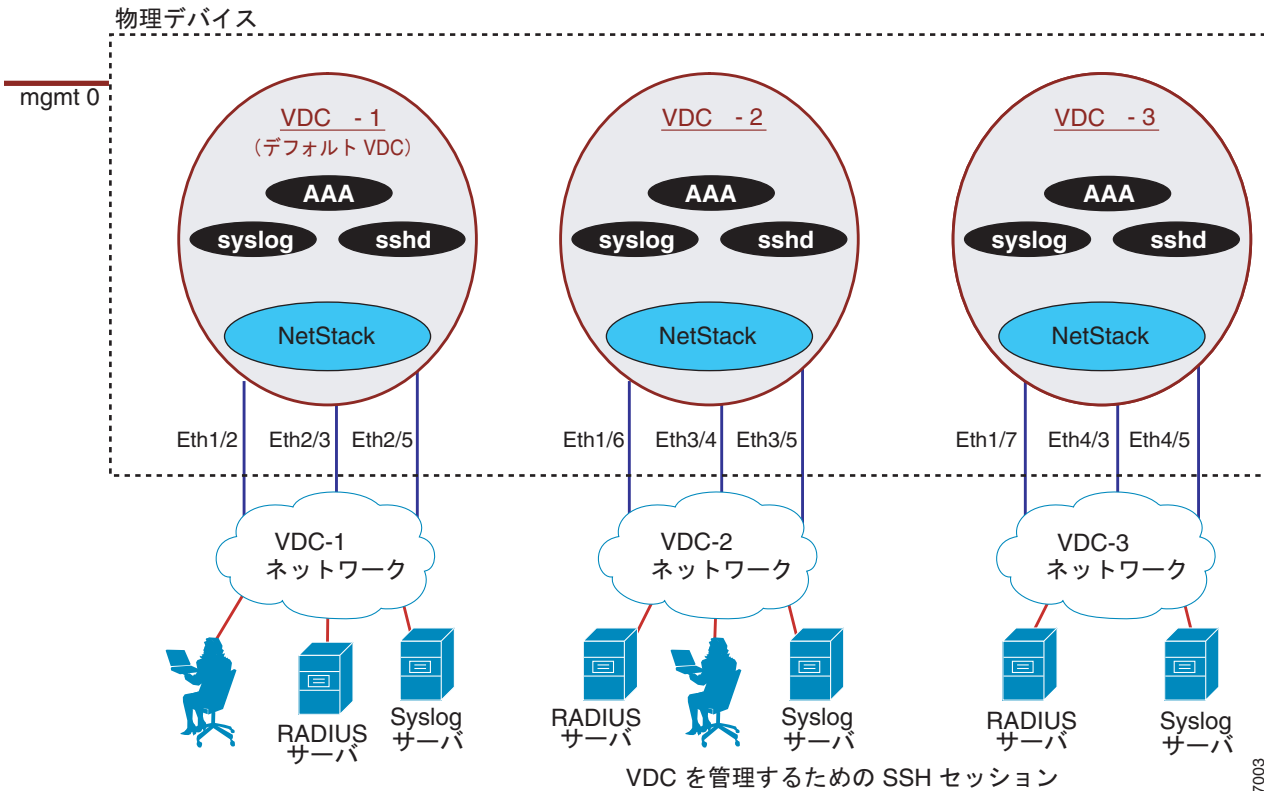 物理デバイス
mgmt 0
VDC - 1
（デフォルト VDC）
AAA
syslog
sshd
NetStack
VDC - 2
AAA
syslog
sshd
NetStack
VDC - 3
AAA
syslog
sshd
NetStack
Eth1/2
Eth2/3
Eth2/5
Eth1/6
Eth3/4
Eth3/5
Eth1/7
Eth4/3
Eth4/5
VDC-1
ネットワーク
VDC-2
ネットワーク
VDC-3
ネットワーク
RADIUS
サーバ
Syslog
サーバ
RADIUS
サーバ
Syslog
サーバ
RADIUS
サーバ
Syslog
サーバ
VDC を管理するための SSH セッション
7003